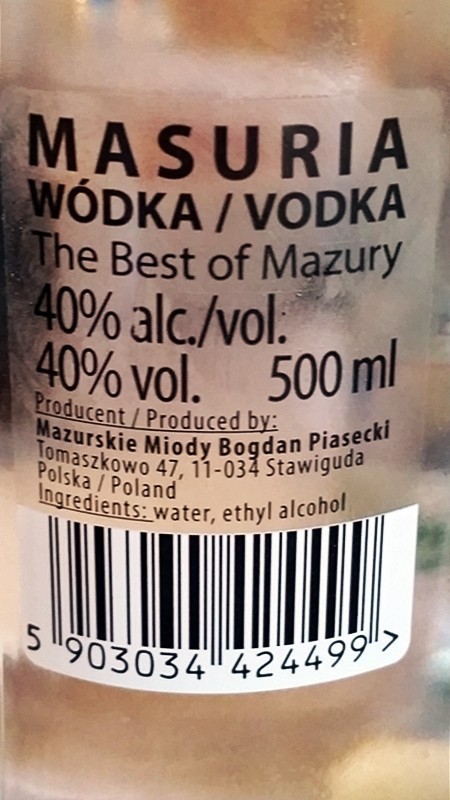 MASURIA
WÓDKA / VODKA
The Best of Mazury
40% alc./vol.
40% vol. 500 ml
Producent / Produced by:
Mazurskie Miody Bogdan Piasecki
Tomaszkowo 47, 11-034 Stawiguda
Polska / Poland
Ingredients: water, ethyl alcohol
5 903034 424499 >